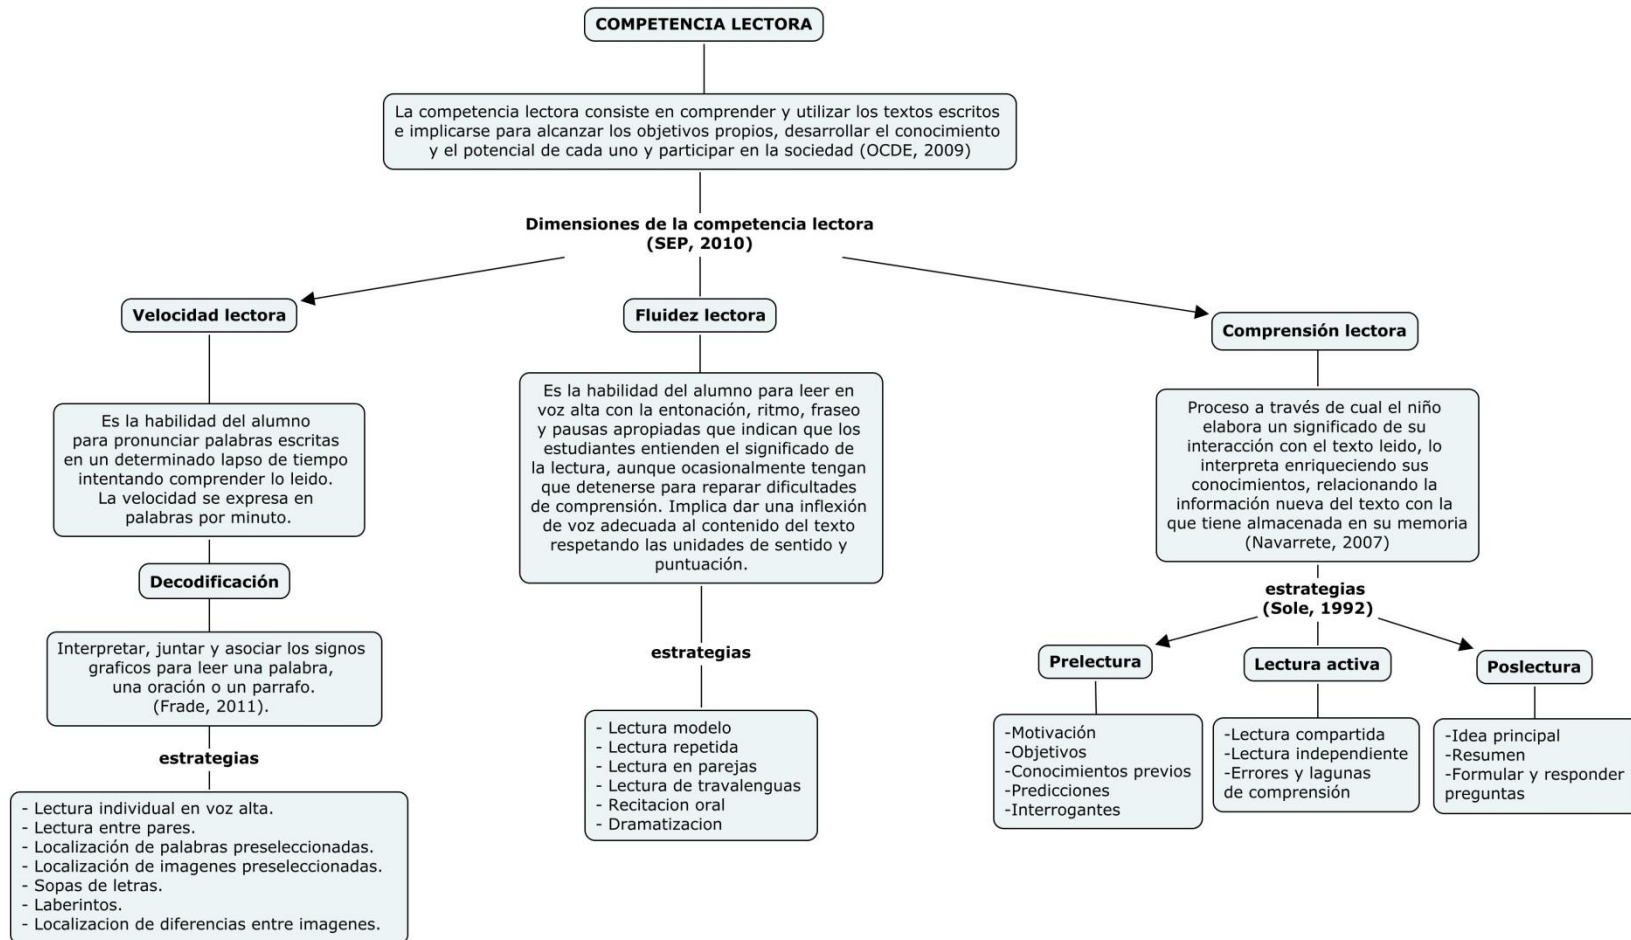 COMPETENCIA LECTORA
La competencia lectora consiste en comprender y utilizar los textos escritos
e implicarse para alcanzar los objetivos propios, desarrollar el conocimiento
y el potencial de cada uno y participar en la sociedad (OCDE, 2009)
Dimensiones de la competencia lectora
(SEP, 2010)
Velocidad lectora
Es la habilidad del alumno
para pronunciar palabras escritas
en un determinado lapso de tiempo
intentando comprender lo leido.
La velocidad se expresa en
palabras por minuto.
Decodificación
Interpretar, juntar y asociar los signos
graficos para leer una palabra,
una oración o un parrafo.
(Frade, 2011).
estrategias
- Lectura individual en voz alta.
- Lectura entre pares.
- Localización de palabras preseleccionadas.
- Localización de imagenes preseleccionadas.
- Sopas de letras.
- Laberintos.
- Localizacion de diferencias entre imagenes.
Fluidez lectora
Es la habilidad del alumno para leer en
voz alta con la entonación, ritmo, fraseo
y pausas apropiadas que indican que los
estudiantes entienden el significado de
la lectura, aunque ocasionalmente tengan
que detenerse para reparar dificultades
de comprensión. Implica dar una inflexión
de voz adecuada al contenido del texto
respetando las unidades de sentido y
puntuación.
estrategias
- Lectura modelo
- Lectura repetida
- Lectura en parejas
- Lectura de travalenguas
- Recitacion oral
- Dramatizacion
Comprensión lectora
Proceso a través de cual el niño
elabora un significado de su
interacción con el texto leido, lo
interpreta enriqueciendo sus
conocimientos, relacionando la
información nueva del texto con la
que tiene almacenada en su memoria
(Navarrete, 2007)
estrategias
(Sole, 1992)
Prelectura
-Motivación
-Objetivos
-Conocimientos previos
-Predicciones
-Interrogantes
Lectura activa
-Lectura compartida
-Lectura independiente
-Errores y lagunas
de comprensión
Poslectura
-Idea principal
-Resumen
-Formular y responder
preguntas